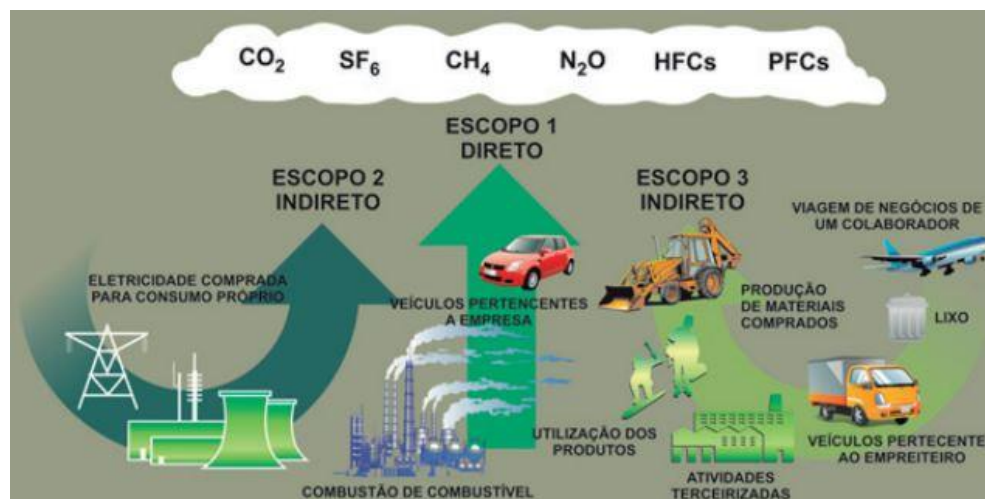 CO₂ SF₆ CH₄ N₂O HFCs PFCs
ESCOPO 1
DIRETO
ESCOPO 2
INDIRETO
ESCOPO 3
INDIRETO
VIAGEM DE NEGÓCIOS DE
UM COLABORADOR
ELETRICIDADE COMPRADA
PARA CONSUMO PRÓPRIO
VEÍCULOS PERTENCENTES
A EMPRESA
PRODUÇÃO
DE MATERIAIS
COMPRADOS
LIXO
COMBUSTÃO DE COMBUSTÍVEL
UTILIZAÇÃO DOS
PRODUTOS
ATIVIDADES
TERCEIRIZADAS
VEÍCULOS PERTECENTE
AO EMPREITEIRO